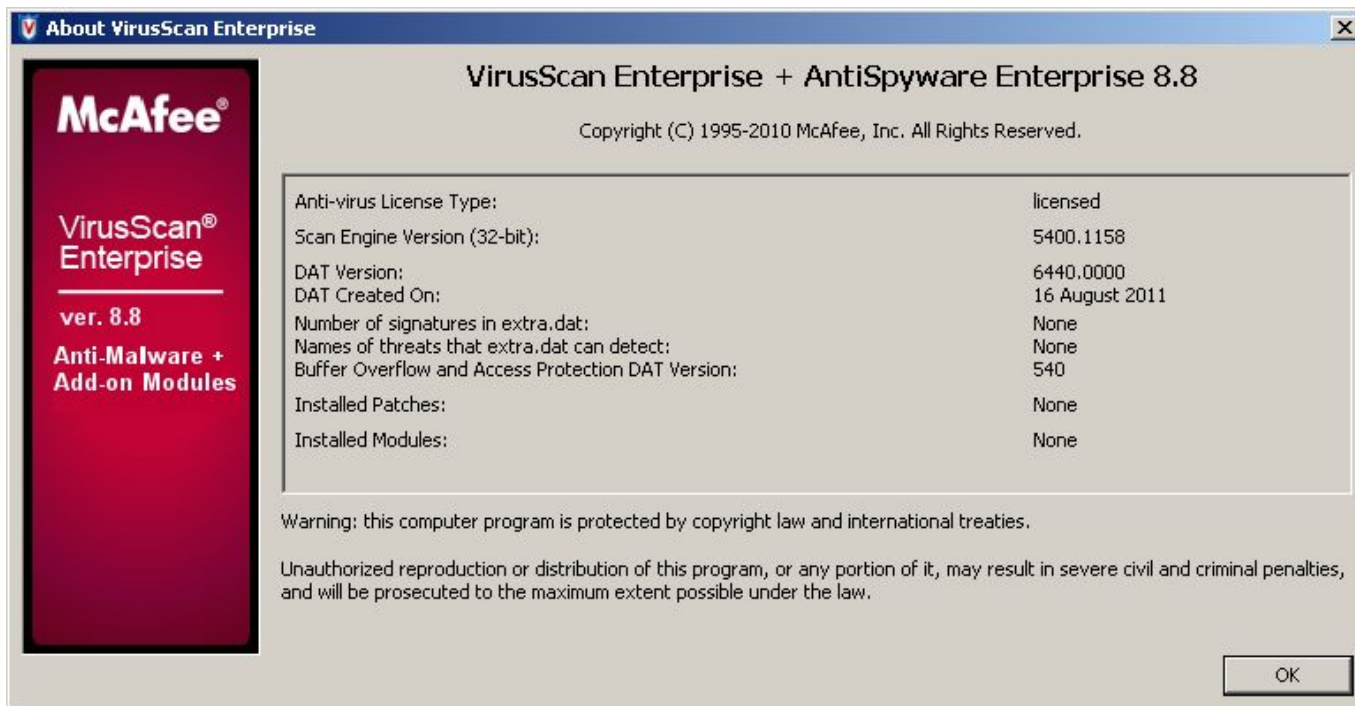 About VirusScan Enterprise
McAfee®
VirusScan®
Enterprise
ver. 8.8
Anti-Malware +
Add-on Modules
VirusScan Enterprise + AntiSpyware Enterprise 8.8
Copyright (C) 1995-2010 McAfee, Inc. All Rights Reserved.
Anti-virus License Type: licensed
Scan Engine Version (32-bit): 5400.1158
DAT Version: 6440.0000
DAT Created On: 16 August 2011
Number of signatures in extra.dat: None
Names of threats that extra.dat can detect: None
Buffer Overflow and Access Protection DAT Version: 540
Installed Patches: None
Installed Modules: None
Warning: this computer program is protected by copyright law and international treaties.
Unauthorized reproduction or distribution of this program, or any portion of it, may result in severe civil and criminal penalties,
and will be prosecuted to the maximum extent possible under the law.
OK